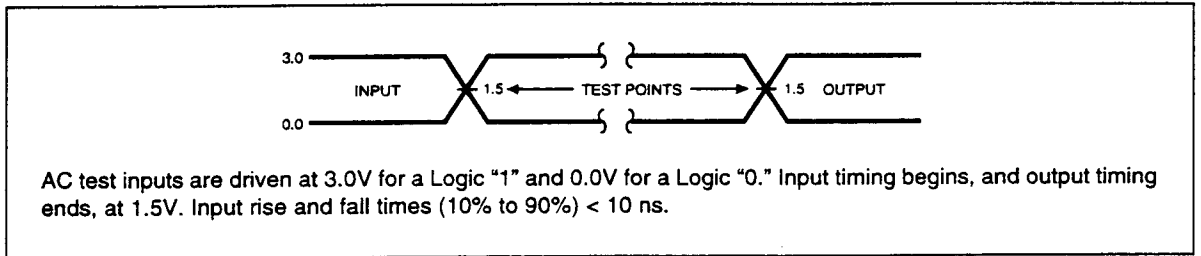 3.0
INPUT 1.5 TEST POINTS 1.5 OUTPUT
0.0
AC test inputs are driven at 3.0V for a Logic “1” and 0.0V for a Logic “0.” Input timing begins, and output timing
ends, at 1.5V. Input rise and fall times (10% to 90%) < 10 ns.